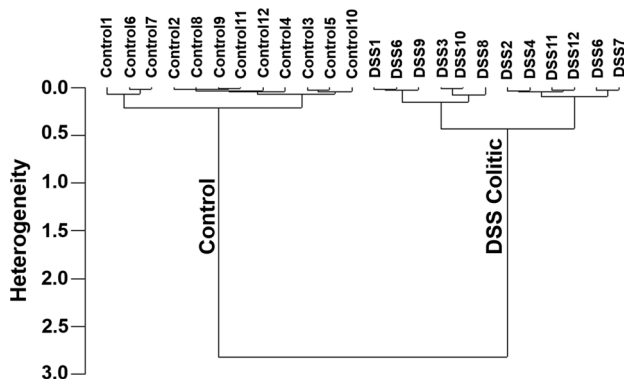 Control1
Control6
Control7
Control2
Control8
Control9
Control11
Control12
Control4
Control3
Control5
Control10
DSS1
DSS6
DSS9
DSS3
DSS10
DSS8
DSS2
DSS4
DSS11
DSS12
DSS6
DSS7
0.0
0.5
1.0
1.5
2.0
2.5
3.0
Heterogeneity
Control
DSS Colitic